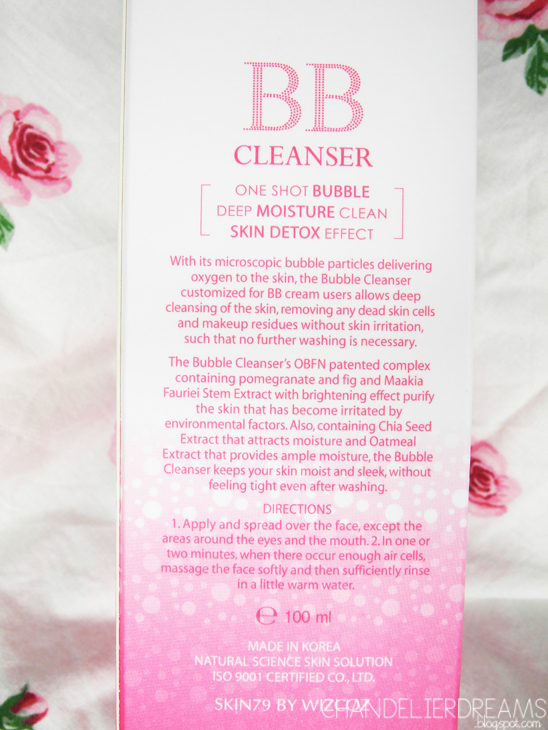 BB
CLEANSER
ONE SHOT BUBBLE
DEEP MOISTURE CLEAN
SKIN DETOX EFFECT
With its microscopic bubble particles delivering
oxygen to the skin, the Bubble Cleanser
customized for BB cream users allows deep
cleansing of the skin, removing any dead skin cells
and makeup residues without skin irritation,
such that no further washing is necessary.
The Bubble Cleanser's OBFN patented complex
containing pomegranate and fig and Maakia
Fauriei Stem Extract with brightening effect purify
the skin that has become irritated by
environmental factors. Also, containing Chia Seed
Extract that attracts moisture and Oatmeal
Extract that provides ample moisture, the Bubble
Cleanser keeps your skin moist and sleek, without
feeling tight even after washing.
DIRECTIONS
1. Apply and spread over the face, except the
areas around the eyes and the mouth. 2. In one or
two minutes, when there occur enough air cells,
massage the face softly and then sufficiently rinse
in a little warm water.
℮ 100 ml
MADE IN KOREA
NATURAL SCIENCE SKIN SOLUTION
ISO 9001 CERTIFIED CO., LTD.
SKIN79 BY WIZCOZ
CHANDELIERDREAMS
.blogspot.com